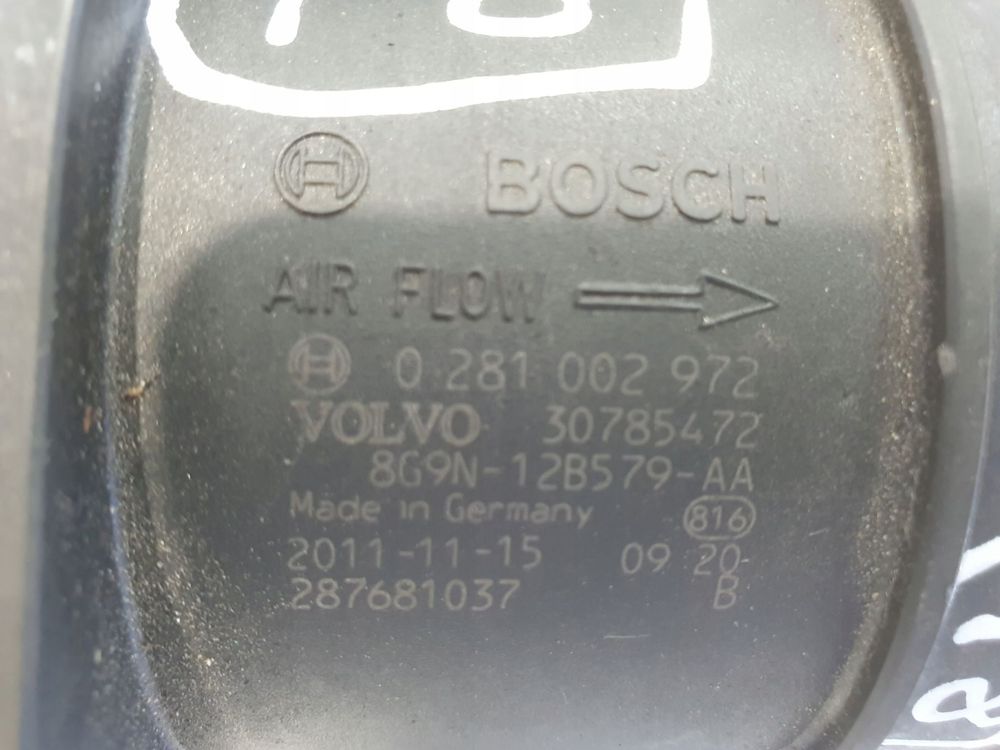 BOSCH
AIR FLOW
0 281 002 972
VOLVO 30785472
8G9N-12B579-AA
Made in Germany 816
2011-11-15 09 20-
287681037 B